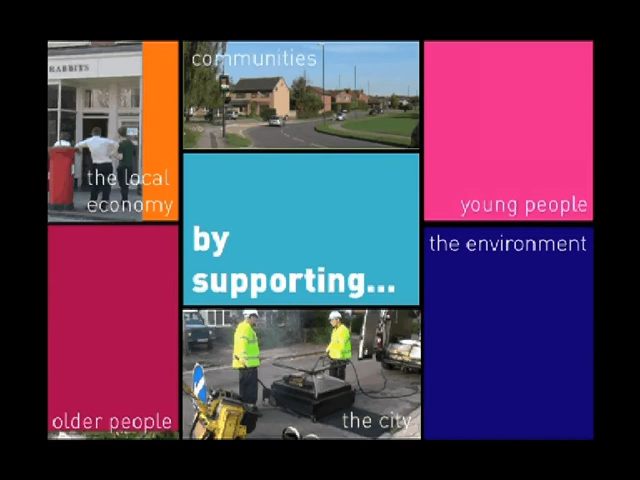 RABBITS
communities
the local
economy
young people
by
supporting...
the environment
older people
the city